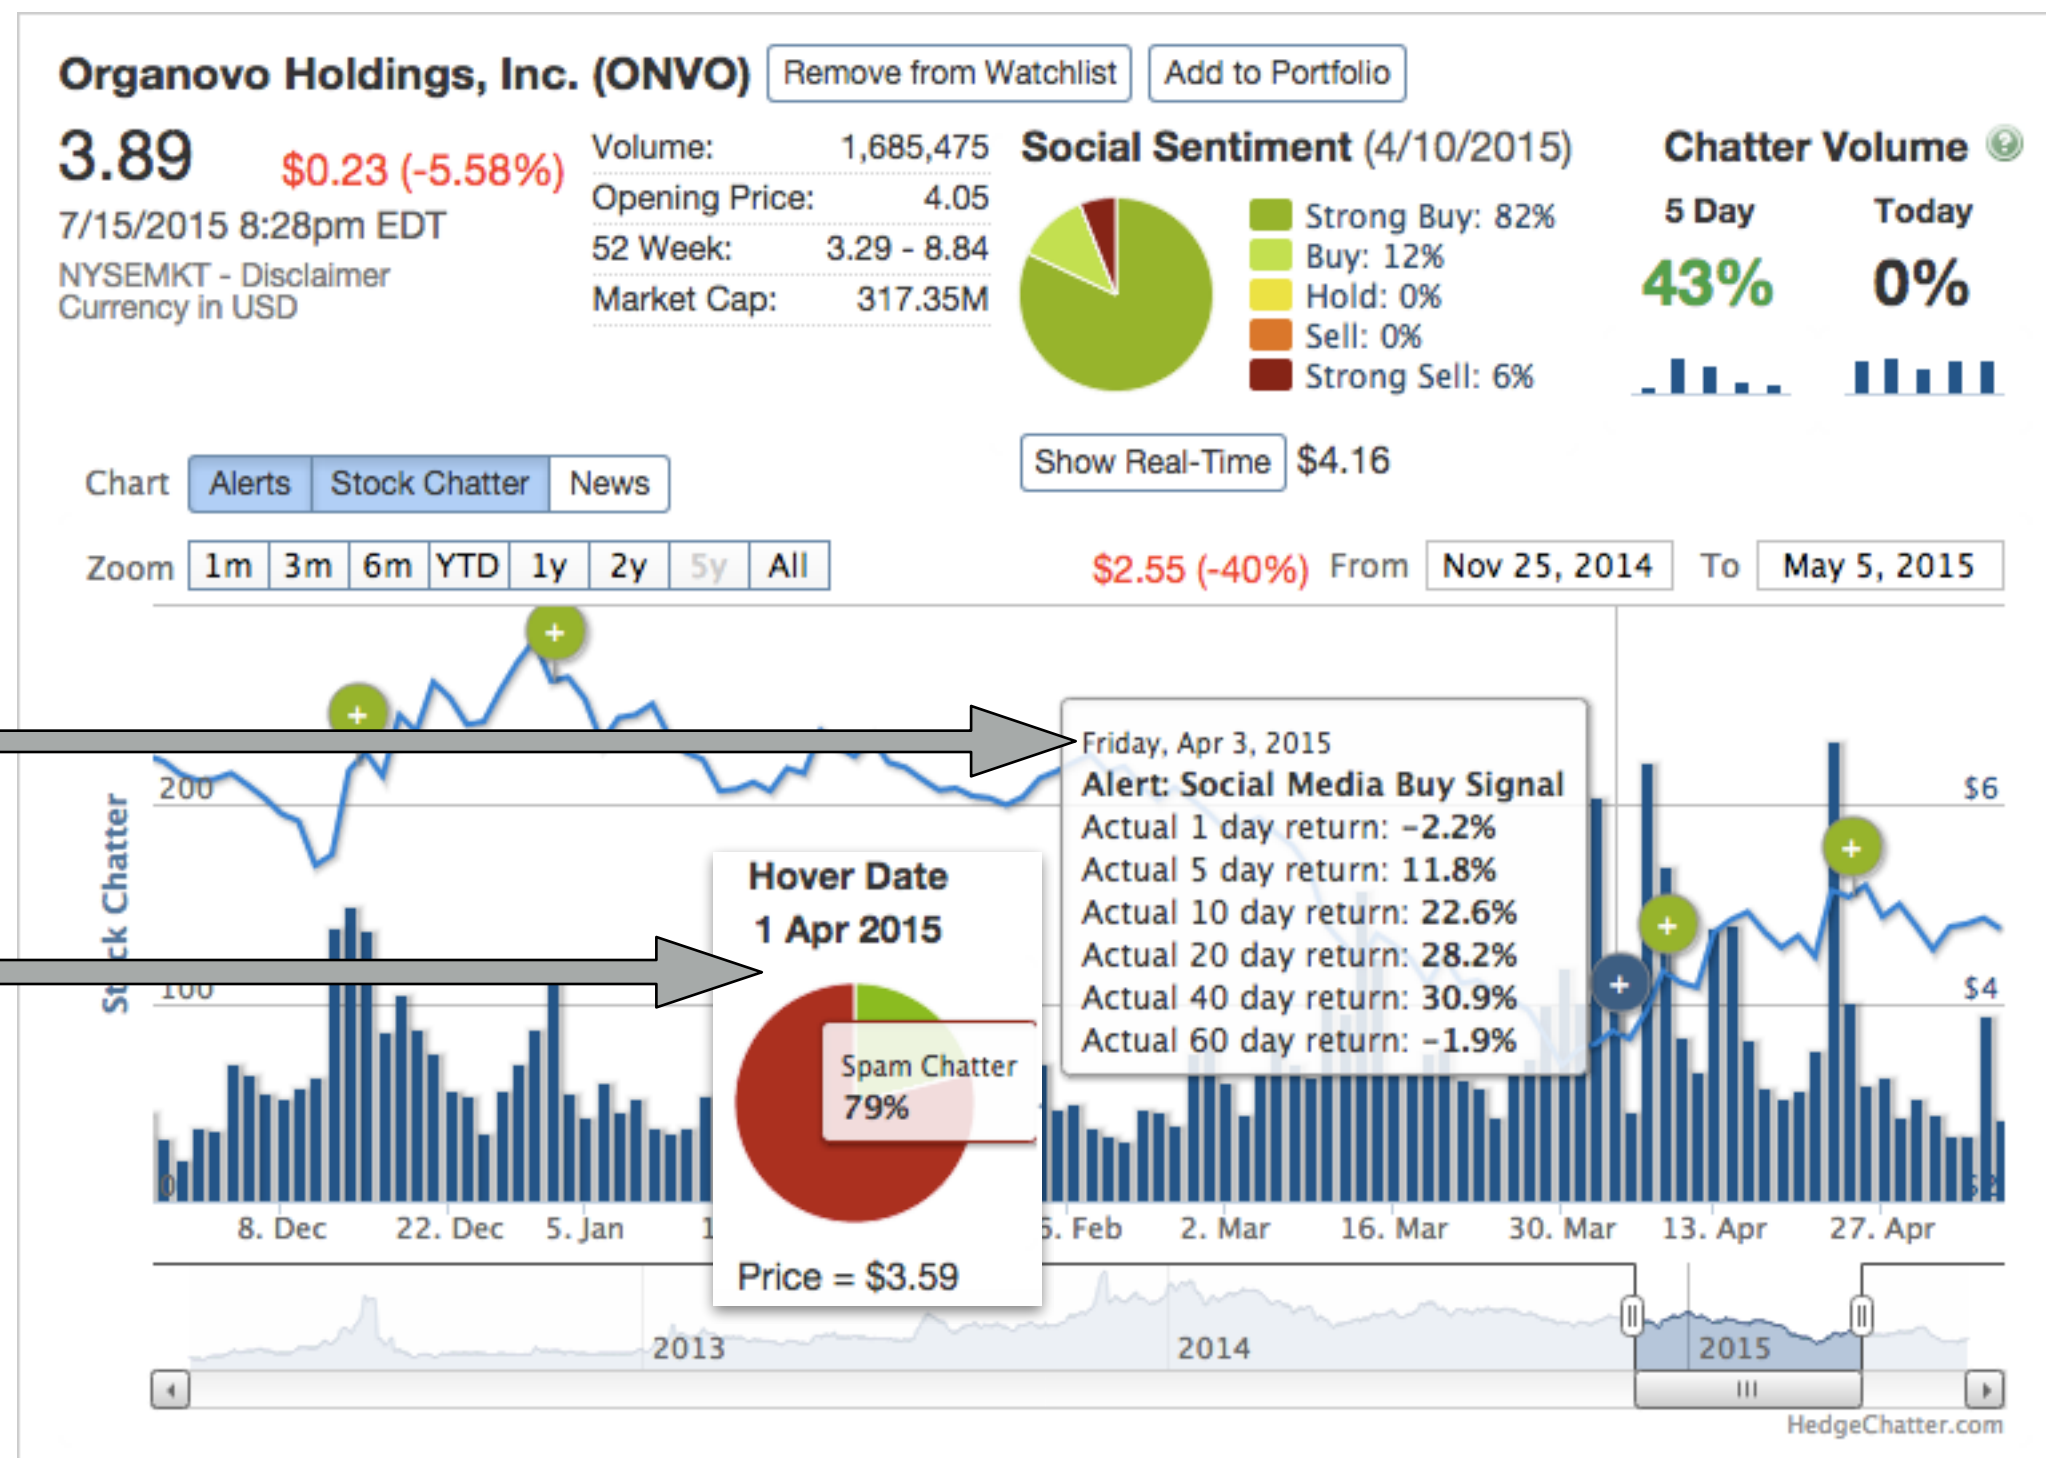 Organovo Holdings, Inc. (ONVO) Remove from Watchlist Add to Portfolio
3.89 $0.23 (-5.58%)
7/15/2015 8:28pm EDT
NYSEMKT - Disclaimer
Currency in USD
Volume: 1,685,475
Opening Price: 4.05
52 Week: 3.29 - 8.84
Market Cap: 317.35M
Social Sentiment (4/10/2015)
Strong Buy: 82%
Buy: 12%
Hold: 0%
Sell: 0%
Strong Sell: 6%
Chatter Volume ?
5 Day Today
43% 0%
Show Real-Time $4.16
Chart Alerts Stock Chatter News
Zoom 1m 3m 6m YTD 1y 2y 5y All
$2.55 (-40%) From Nov 25, 2014 To May 5, 2015
Friday, Apr 3, 2015
Alert: Social Media Buy Signal
Actual 1 day return: -2.2%
Actual 5 day return: 11.8%
Actual 10 day return: 22.6%
Actual 20 day return: 28.2%
Actual 40 day return: 30.9%
Actual 60 day return: -1.9%
Hover Date
1 Apr 2015
Spam Chatter
79%
Price = $3.59
Stock Chatter
200
100
0
$6
$4
8. Dec 22. Dec 5. Jan Feb 2. Mar 16. Mar 30. Mar 13. Apr 27. Apr
2013 2014 2015
HedgeChatter.com